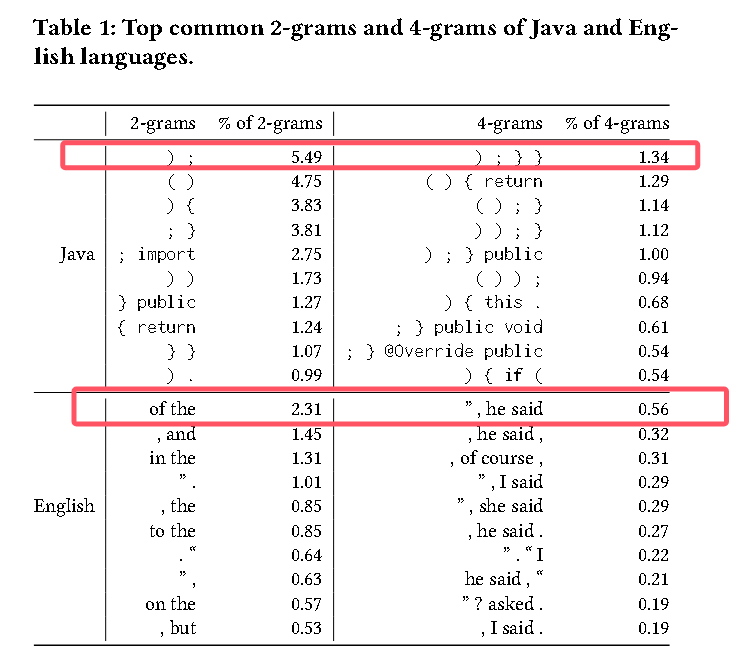 Table 1: Top common 2-grams and 4-grams of Java and Eng-
lish languages.
2-grams % of 2-grams 4-grams % of 4-grams
) ; 5.49 ) ; } } 1.34
( ) 4.75 ( ) { return 1.29
) { 3.83 ( ) ; } 1.14
; } 3.81 ) ) ; } 1.12
Java ; import 2.75 ) ; } public 1.00
) ) 1.73 ( ) ) ; 0.94
} public 1.27 ) { this . 0.68
{ return 1.24 ; } public void 0.61
} } 1.07 ; } @Override public 0.54
) . 0.99 ) { if ( 0.54
of the 2.31 ” , he said 0.56
, and 1.45 , he said , 0.32
in the 1.31 , of course , 0.31
” . 1.01 ” , I said 0.29
English , the 0.85 ” , she said 0.29
to the 0.85 , he said . 0.27
. “ 0.64 ” . “ I 0.22
” , 0.63 he said , “ 0.21
on the 0.57 ” ? asked . 0.19
, but 0.53 , I said . 0.19